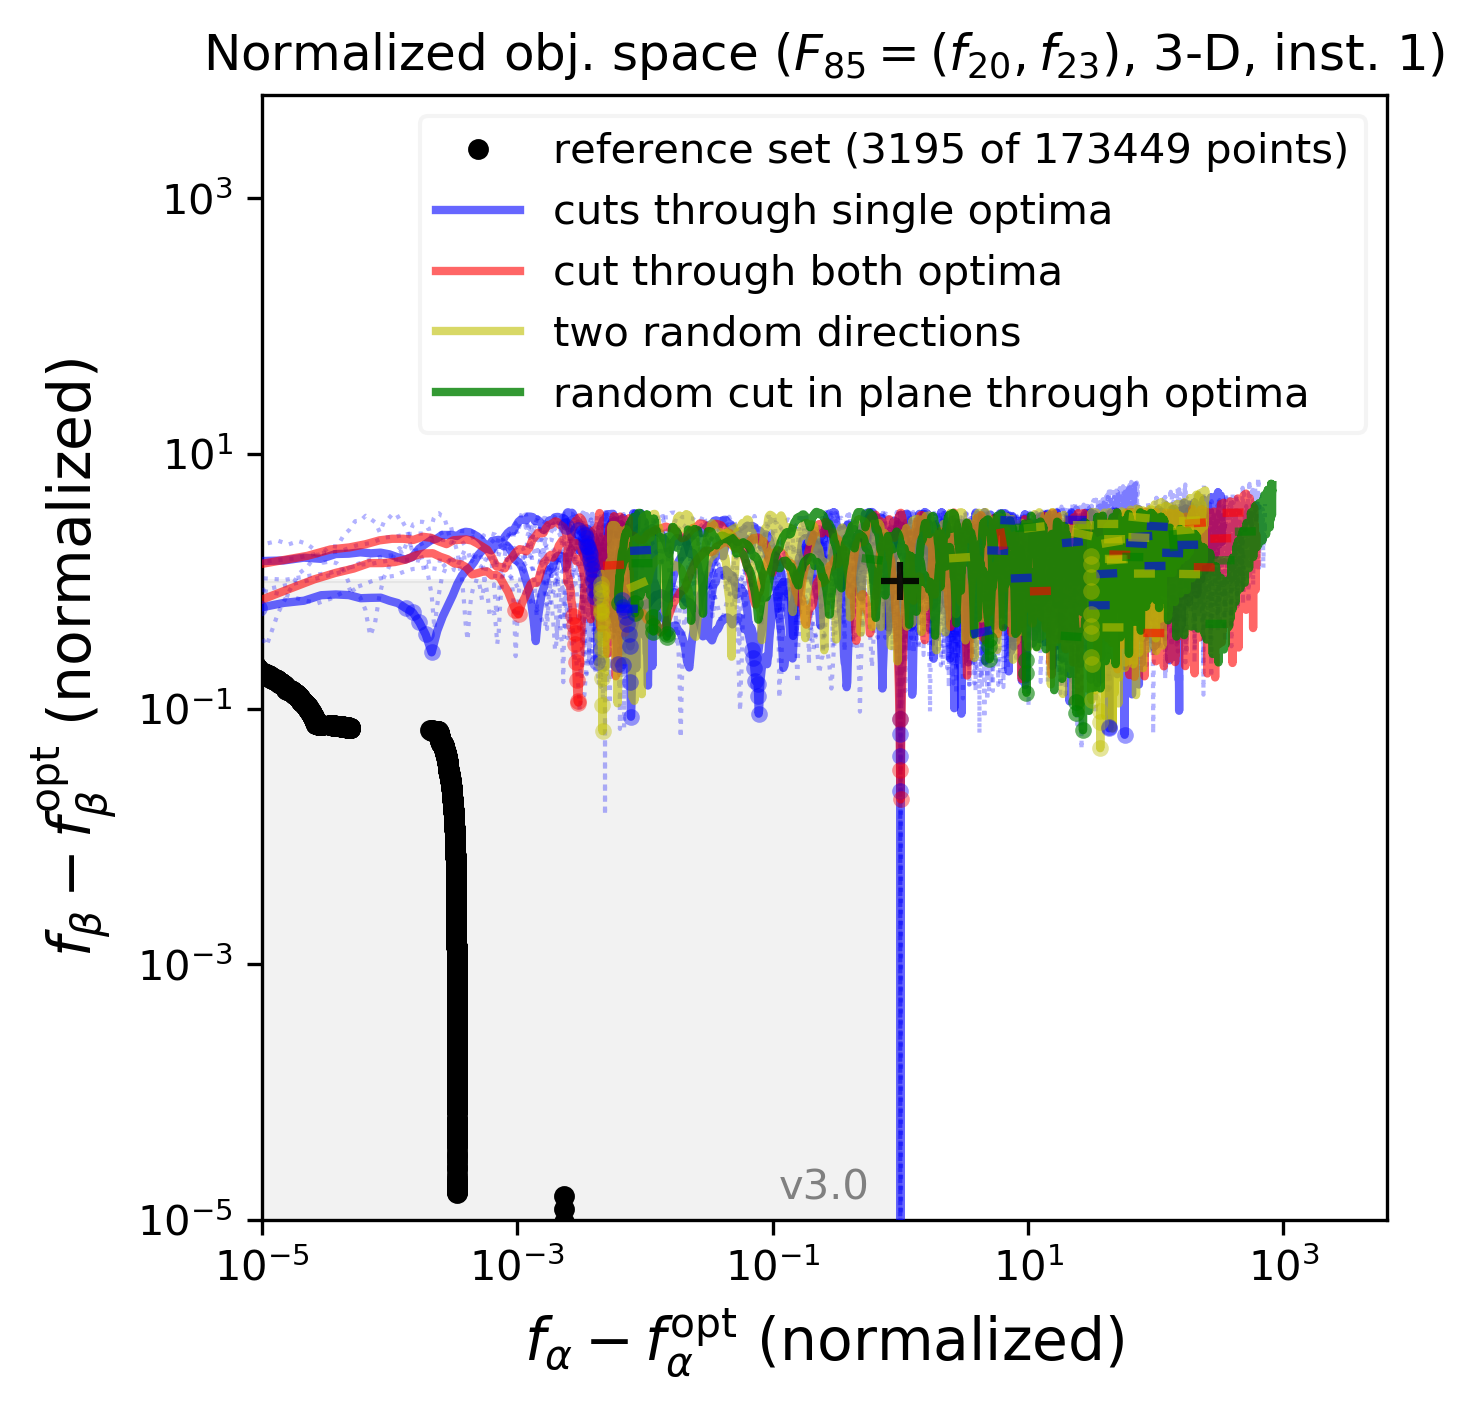 Normalized obj. space (F₈₅ = (f₂₀, f₂₃), 3-D, inst. 1)
reference set (3195 of 173449 points)
cuts through single optima
cut through both optima
two random directions
random cut in plane through optima
10³
10¹
10⁻¹
10⁻³
10⁻⁵
f_β − f_β^opt (normalized)
v3.0
10⁻⁵
10⁻³
10⁻¹
10¹
10³
f_α − f_α^opt (normalized)